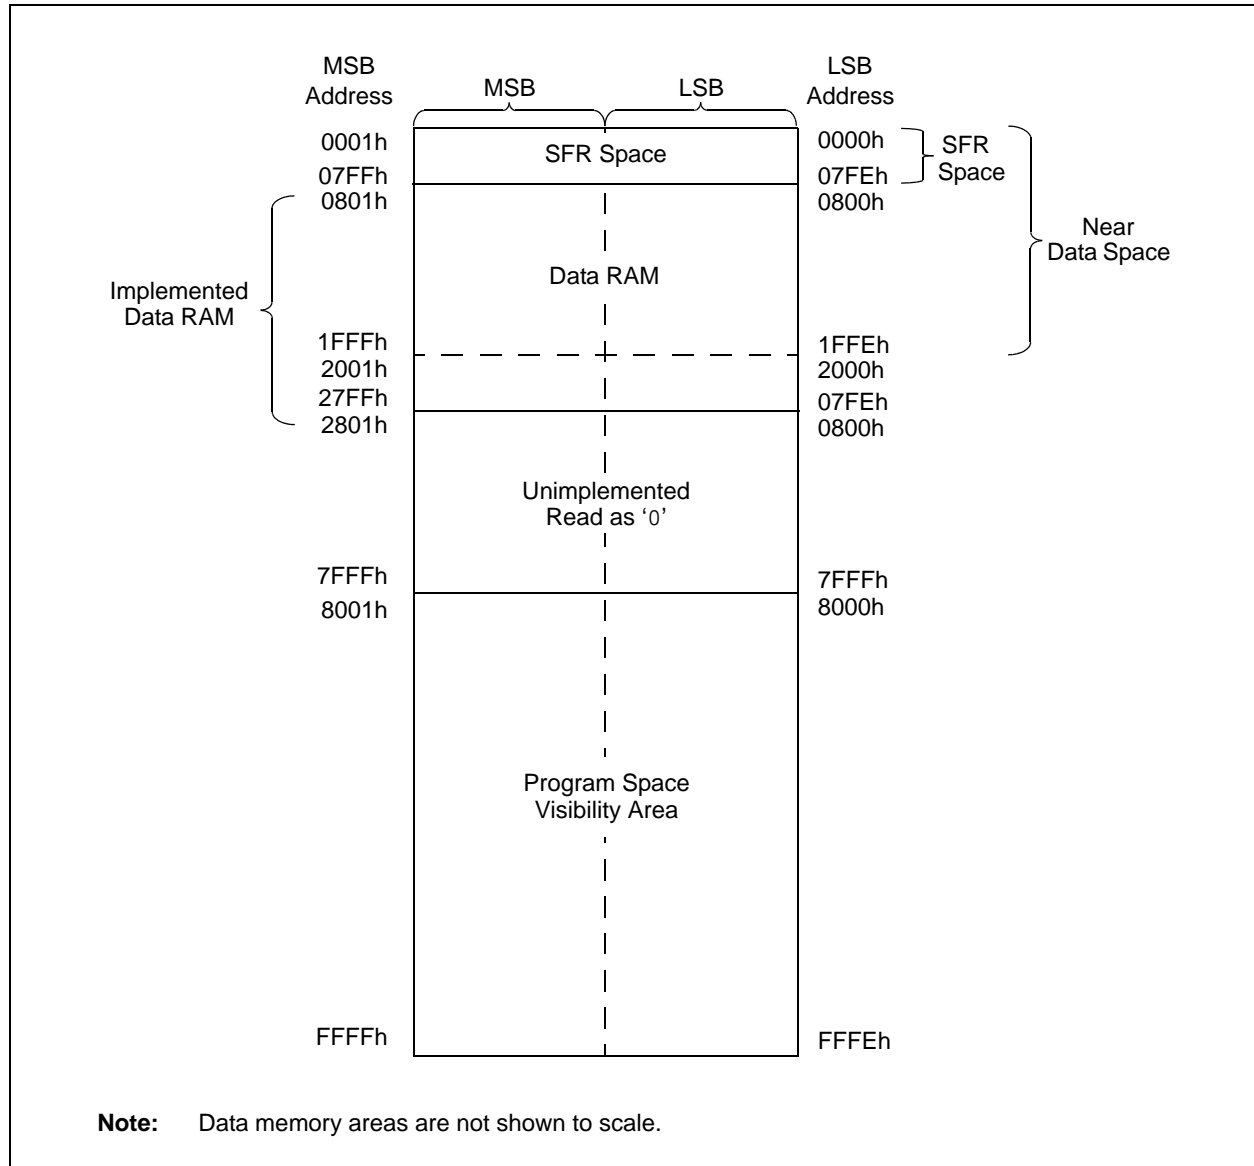 MSB
Address
MSB
LSB
LSB
Address
0001h
SFR Space
0000h
SFR
Space
07FFh
07FEh
0801h
0800h
Near
Data Space
Implemented
Data RAM
Data RAM
1FFFh
1FFEh
2001h
2000h
27FFh
07FEh
2801h
0800h
Unimplemented
Read as ‘0’
7FFFh
7FFFh
8001h
8000h
Program Space
Visibility Area
FFFFh
FFFEh
Note: Data memory areas are not shown to scale.